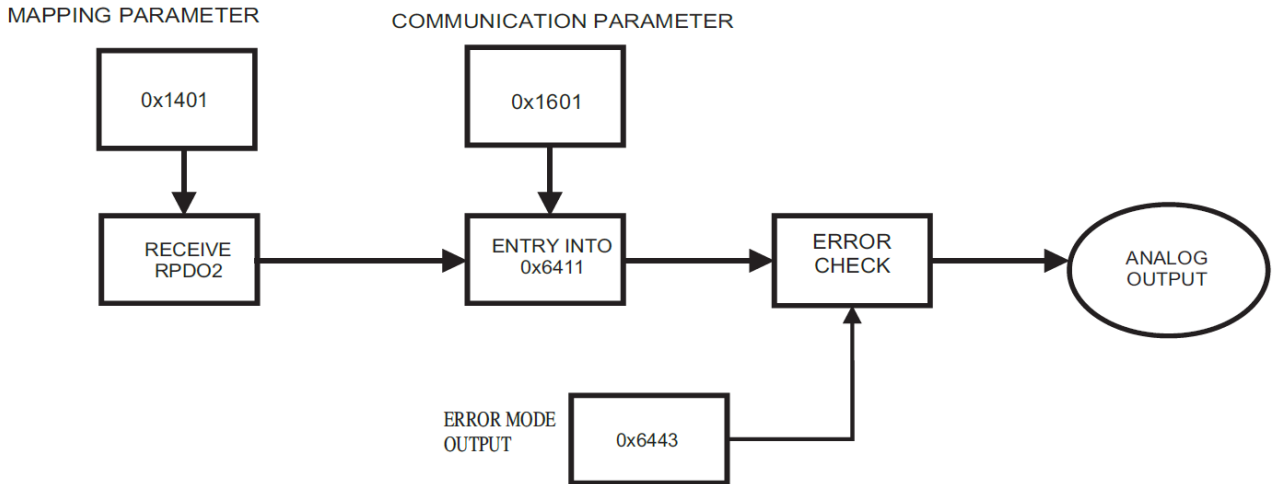 MAPPING PARAMETER
COMMUNICATION PARAMETER
0x1401
0x1601
RECEIVE
RPDO2
ENTRY INTO
0x6411
ERROR
CHECK
ANALOG
OUTPUT
ERROR MODE
OUTPUT
0x6443